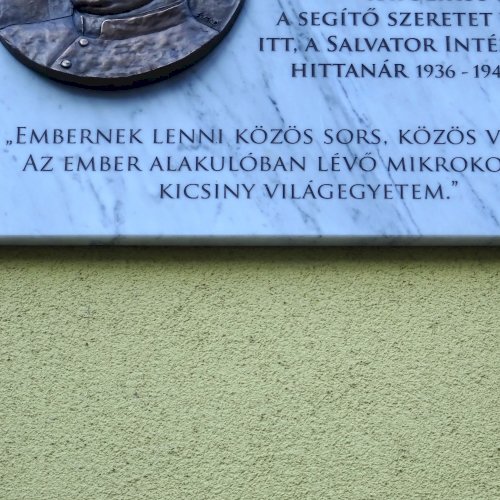 A SEGÍTŐ SZERETET
ITT, A SALVATOR INTÉ
HITTANÁR 1936 - 194
„EMBERNEK LENNI KÖZÖS SORS, KÖZÖS V
AZ EMBER ALAKULÓBAN LÉVŐ MIKROKO
KICSINY VILÁGEGYETEM.”